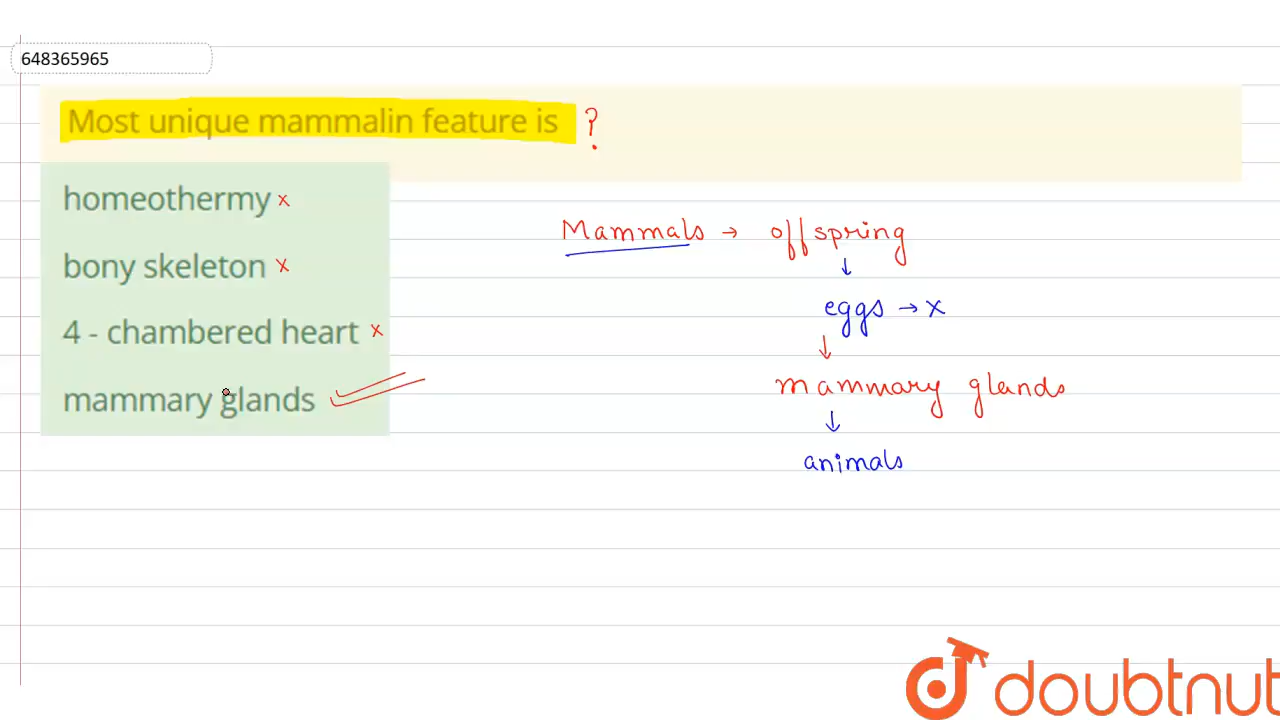 648365965
Most unique mammalin feature is ?
homeothermy x
bony skeleton x
4 - chambered heart x
mammary glands
Mammals → offspring
↓
eggs → x
↓
mammary glands
↓
animals
doubtnut